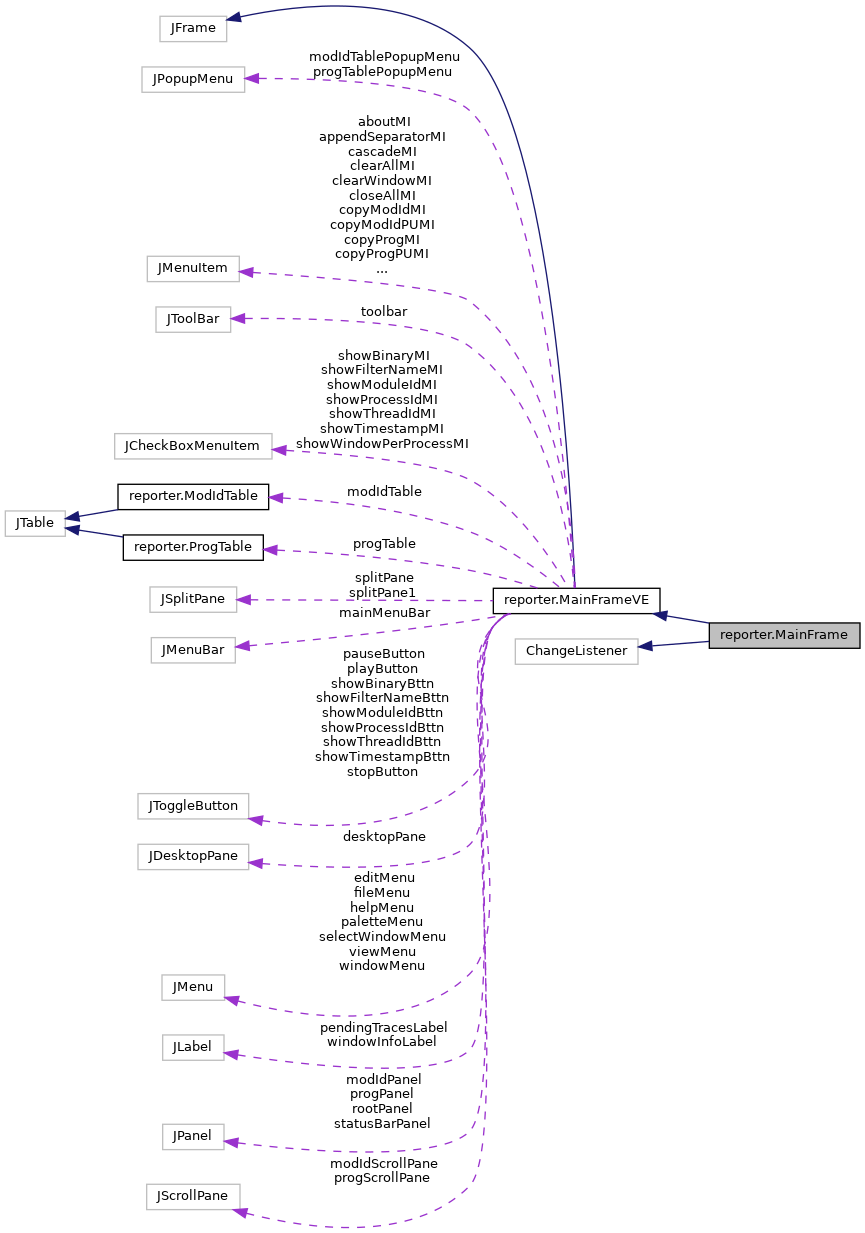 JFrame
modIdTablePopupMenu
progTablePopupMenu
JPopupMenu
aboutMI
appendSeparatorMI
cascadeMI
clearAllMI
clearWindowMI
closeAllMI
copyModIdMI
copyModIdPUMI
copyProgMI
copyProgPUMI
...
JMenuItem
toolbar
JToolBar
showBinaryMI
showFilterNameMI
showModuleIdMI
showProcessIdMI
showThreadIdMI
showTimestampMI
showWindowPerProcessMI
JCheckBoxMenuItem
modIdTable
reporter.ModIdTable
JTable
progTable
reporter.ProgTable
splitPane
splitPane1
JSplitPane
reporter.MainFrameVE
mainMenuBar
JMenuBar
reporter.MainFrame
ChangeListener
pauseButton
playButton
showBinaryBttn
showFilterNameBttn
showModuleIdBttn
showProcessIdBttn
showThreadIdBttn
showTimestampBttn
stopButton
JToggleButton
desktopPane
JDesktopPane
editMenu
fileMenu
helpMenu
paletteMenu
selectWindowMenu
viewMenu
windowMenu
JMenu
pendingTracesLabel
windowInfoLabel
JLabel
modIdPanel
progPanel
rootPanel
statusBarPanel
JPanel
modIdScrollPane
progScrollPane
JScrollPane